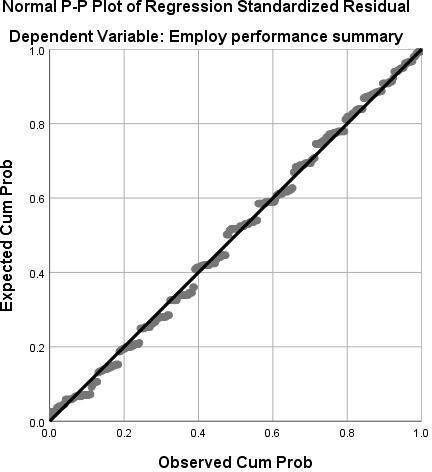 Normal P-P Plot of Regression Standardized Residual
Dependent Variable: Employ performance summary
1.0
0.8
0.6
0.4
0.2
0.0
Expected Cum Prob
0.0 0.2 0.4 0.6 0.8 1.0
Observed Cum Prob